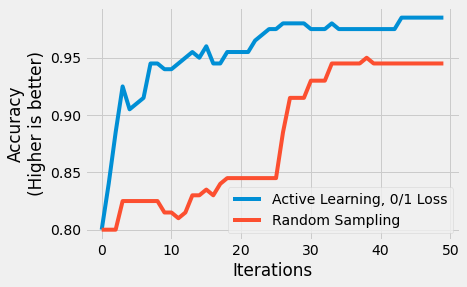 Accuracy
(Higher is better)
0.95
0.90
0.85
0.80
Active Learning, 0/1 Loss
Random Sampling
0 10 20 30 40 50
Iterations